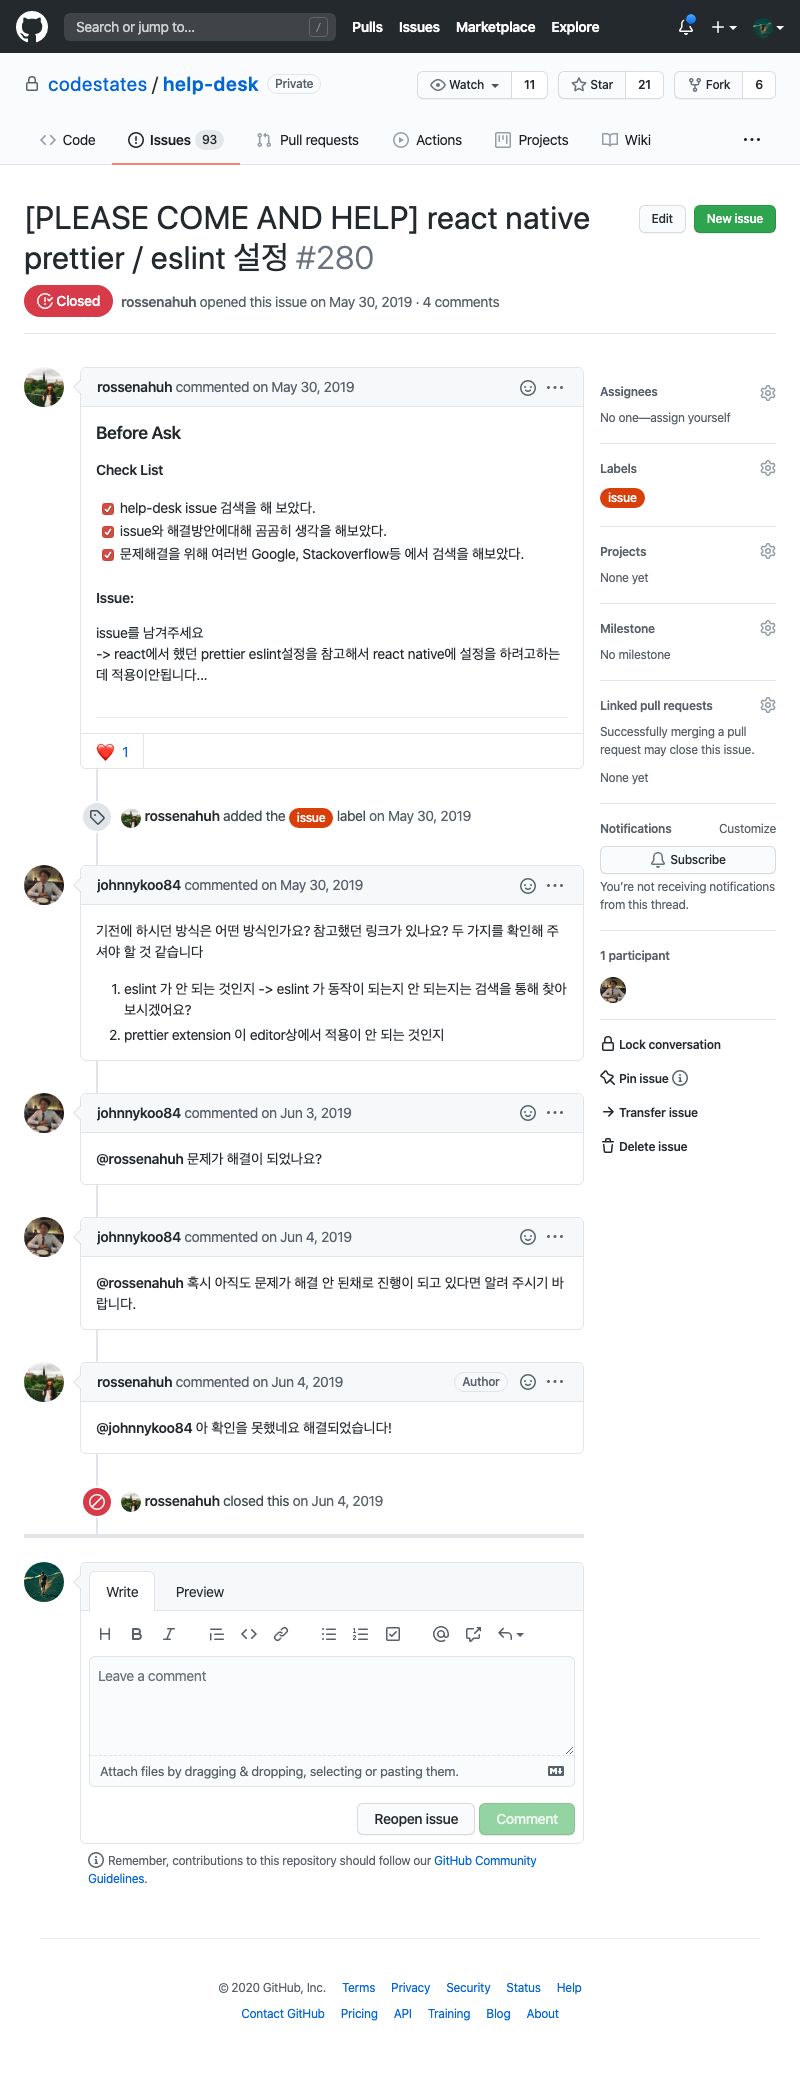 Search or jump to...
/
Pulls Issues Marketplace Explore
codestates / help-desk Private
Watch 11
Star 21
Fork 6
Code
Issues 93
Pull requests
Actions
Projects
Wiki
[PLEASE COME AND HELP] react native
prettier / eslint 설정 #280
Edit
New issue
Closed
rossenahuh opened this issue on May 30, 2019 · 4 comments
rossenahuh commented on May 30, 2019
Before Ask
Check List
help-desk issue 검색을 해 보았다.
issue와 해결방안에대해 곰곰히 생각을 해보았다.
문제해결을 위해 여러번 Google, Stackoverflow등 에서 검색을 해보았다.
Issue:
issue를 남겨주세요
-> react에서 했던 prettier eslint설정을 참고해서 react native에 설정을 하려고하는
데 적용이안됩니다...
1
rossenahuh added the issue label on May 30, 2019
johnnykoo84 commented on May 30, 2019
기전에 하시던 방식은 어떤 방식인가요? 참고했던 링크가 있나요? 두 가지를 확인해 주
셔야 할 것 같습니다
1. eslint 가 안 되는 것인지 -> eslint 가 동작이 되는지 안 되는지는 검색을 통해 찾아
보시겠어요?
2. prettier extension 이 editor상에서 적용이 안 되는 것인지
johnnykoo84 commented on Jun 3, 2019
@rossenahuh 문제가 해결이 되었나요?
johnnykoo84 commented on Jun 4, 2019
@rossenahuh 혹시 아직도 문제가 해결 안 된채로 진행이 되고 있다면 알려 주시기 바
랍니다.
rossenahuh commented on Jun 4, 2019
Author
@johnnykoo84 아 확인을 못했네요 해결되었습니다!
rossenahuh closed this on Jun 4, 2019
Write
Preview
H B I
Leave a comment
Attach files by dragging & dropping, selecting or pasting them.
Reopen issue
Comment
Remember, contributions to this repository should follow our GitHub Community
Guidelines.
Assignees
No one—assign yourself
Labels
issue
Projects
None yet
Milestone
No milestone
Linked pull requests
Successfully merging a pull
request may close this issue.
None yet
Notifications
Customize
Subscribe
You're not receiving notifications
from this thread.
1 participant
Lock conversation
Pin issue
Transfer issue
Delete issue
© 2020 GitHub, Inc. Terms Privacy Security Status Help
Contact GitHub Pricing API Training Blog About